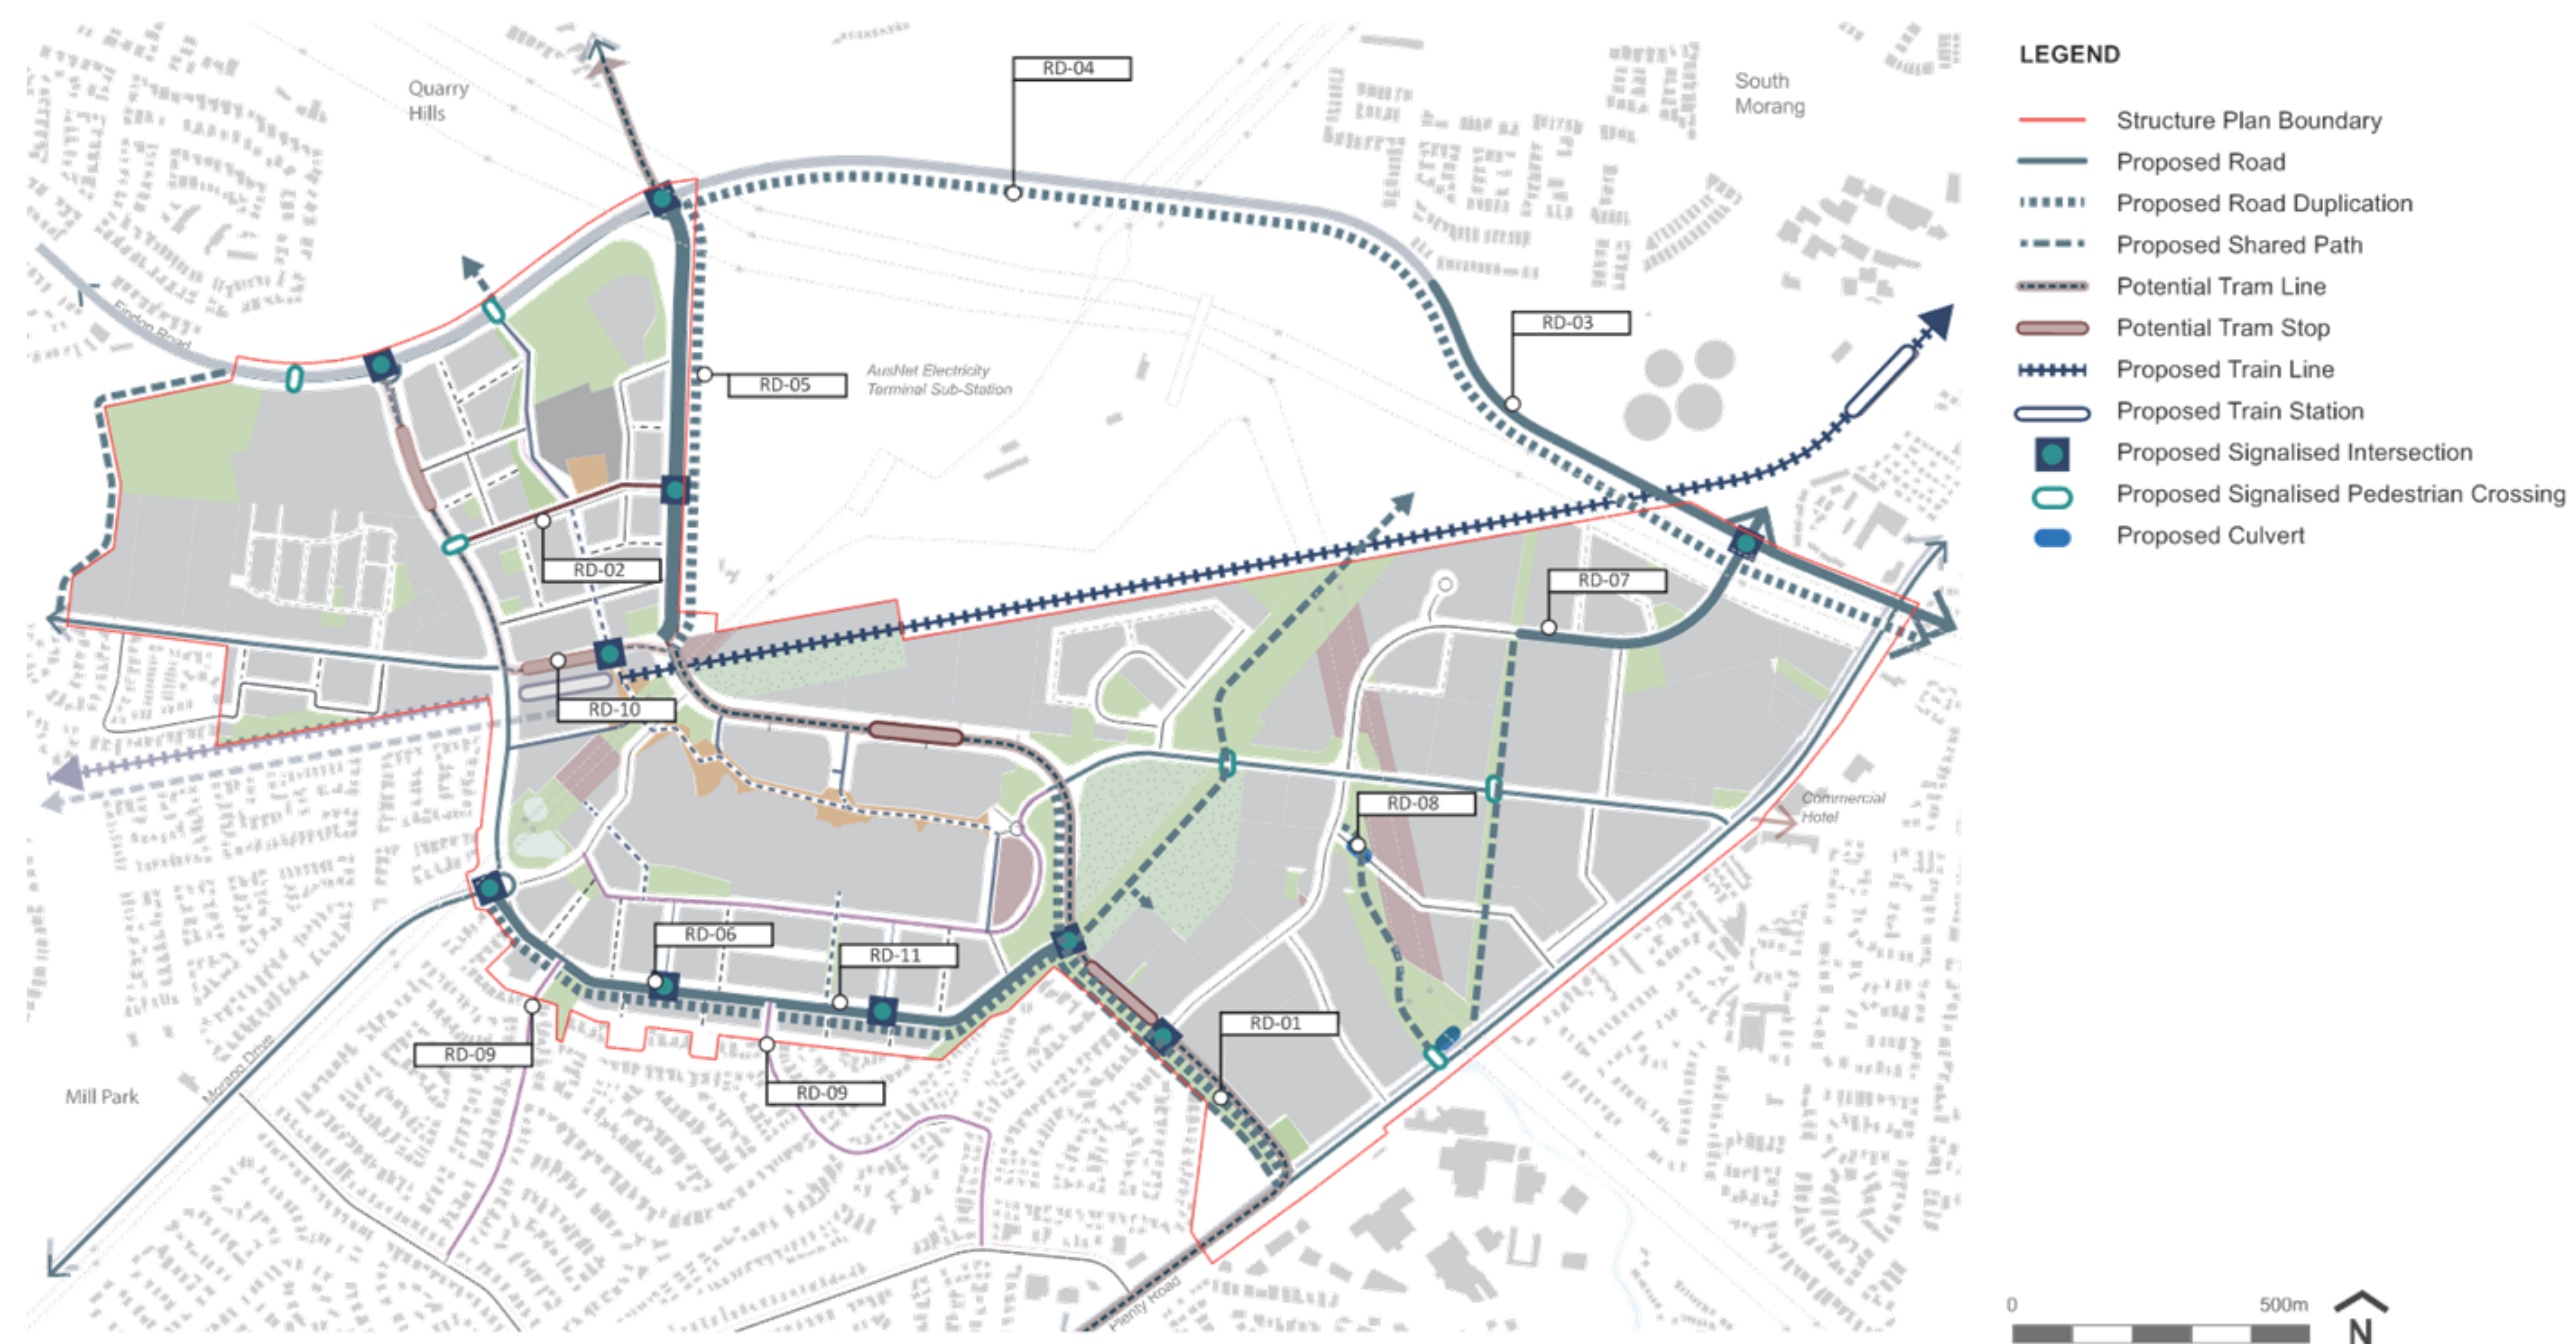 RD-04
Quarry
Hills
South
Morang
RD-03
Findon Road
AusNet Electricity
Terminal Sub-Station
RD-05
RD-02
RD-07
RD-10
Commercial
Hotel
RD-08
RD-06
RD-11
RD-01
RD-09
RD-09
Mill Park
Morang Drive
Plenty Road
LEGEND
Structure Plan Boundary
Proposed Road
Proposed Road Duplication
Proposed Shared Path
Potential Tram Line
Potential Tram Stop
Proposed Train Line
Proposed Train Station
Proposed Signalised Intersection
Proposed Signalised Pedestrian Crossing
Proposed Culvert
0 500m
N